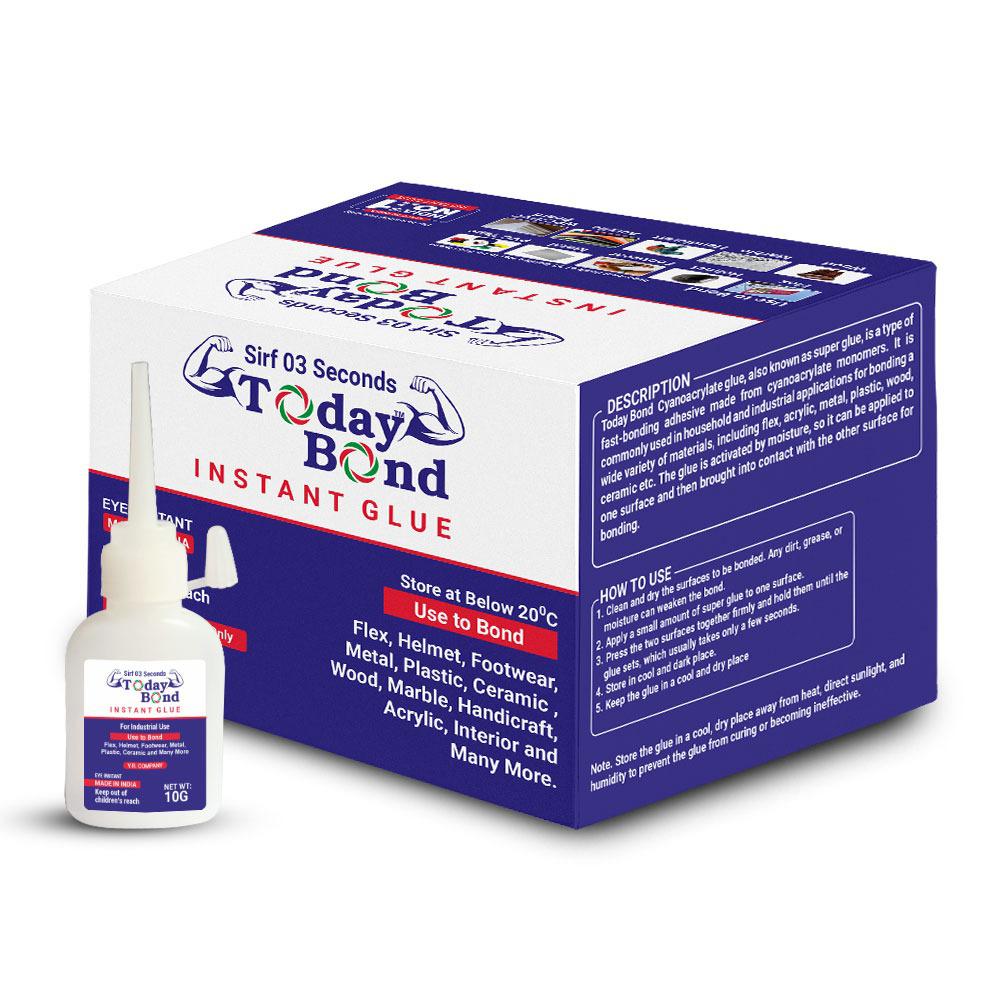 INDIA'S
NO.1
Use to bond
Sirf 03 Seconds
Today
Bond
INSTANT GLUE
Sirf 03 Seconds
Today™
Bond
INSTANT GLUE
EYE
TANT
Store at Below 20⁰C
Use to Bond
Flex, Helmet, Footwear,
Metal, Plastic, Ceramic ,
Wood, Marble, Handicraft,
Acrylic, Interior and
Many More.
DESCRIPTION
Today Bond Cyanoacrylate glue, also known as super glue, is a type of
fast-bonding adhesive made from cyanoacrylate monomers. It is
commonly used in household and industrial applications for bonding a
wide variety of materials, including flex, acrylic, metal, plastic, wood,
ceramic etc. The glue is activated by moisture, so it can be applied to
one surface and then brought into contact with the other surface for
bonding.
HOW TO USE
1. Clean and dry the surfaces to be bonded. Any dirt, grease, or
moisture can weaken the bond.
2. Apply a small amount of super glue to one surface.
3. Press the two surfaces together firmly and hold them until the
glue sets, which usually takes only a few seconds.
4. Store in cool and dark place.
5. Keep the glue in a cool and dry place
Note. Store the glue in a cool, dry place away from heat, direct sunlight, and
humidity to prevent the glue from curing or becoming ineffective.
Sirf 03 Seconds
Today
Bond
INSTANT GLUE
For Industrial Use
Use to Bond
Flex, Helmet, Footwear, Metal,
Plastic, Ceramic and Many More
Y.R. COMPANY
EYE INSTANT
MADE IN INDIA
Keep out of
children's reach
NET WT:
10G